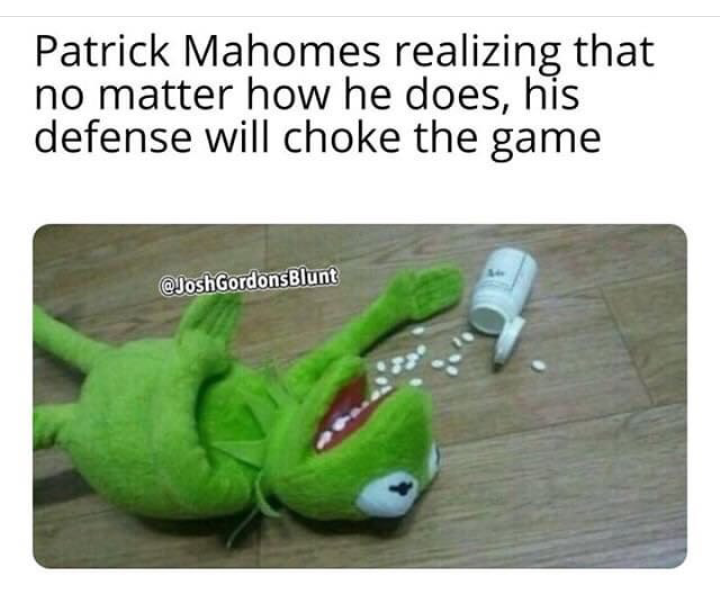 Patrick Mahomes realizing that
no matter how he does, his
defense will choke the game
@JoshGordonsBlunt